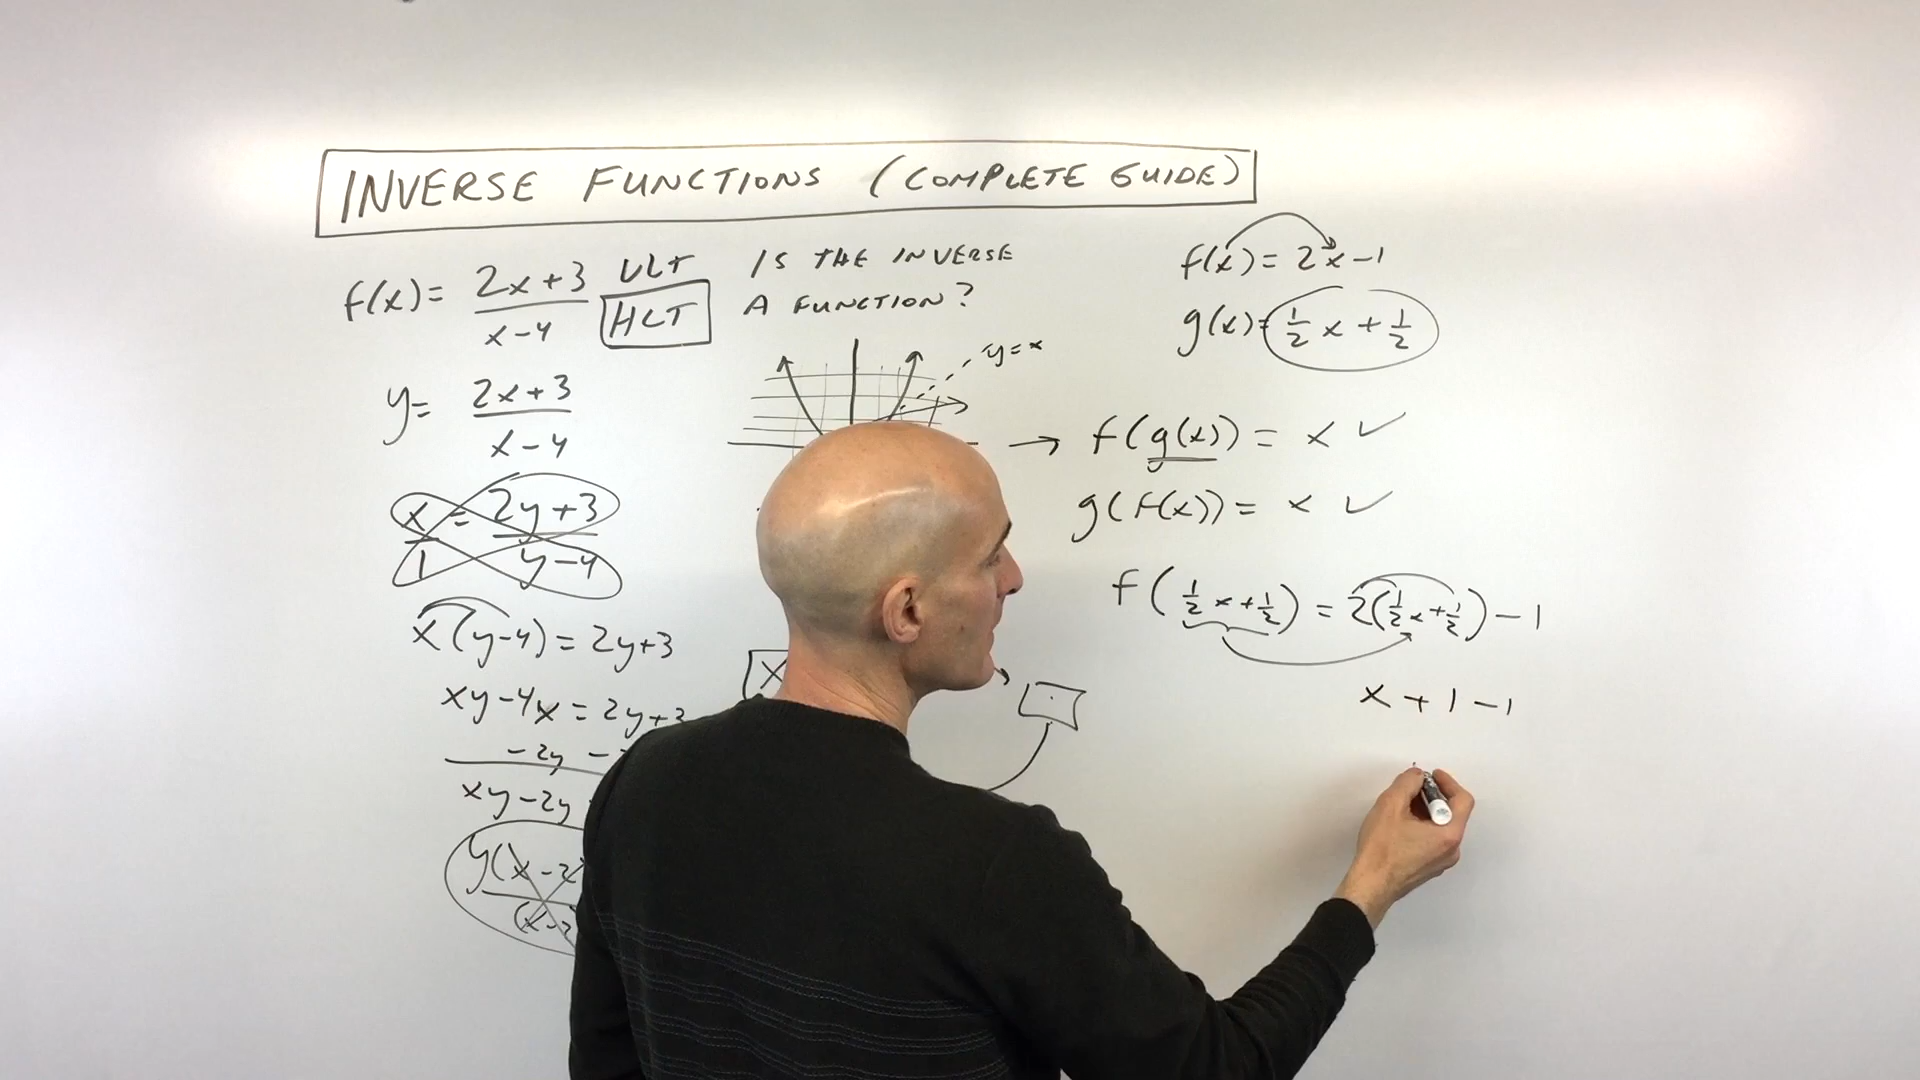 INVERSE FUNCTIONS (COMPLETE GUIDE)
f(x) = 2x+3 / x-4
VLT
HLT
y = 2x+3 / x-4
x / 1 = 2y+3 / y-4
x(y-4) = 2y+3
xy-4x = 2y+3
-2y -
xy-2y
y(x-2)
(x-2
IS THE INVERSE
A FUNCTION?
y=x
X
f(x) = 2x-1
g(x) = 1/2 x + 1/2
→ f(g(x)) = x ✓
g(f(x)) = x ✓
f(1/2 x + 1/2) = 2(1/2 x + 1/2) - 1
x + 1 - 1